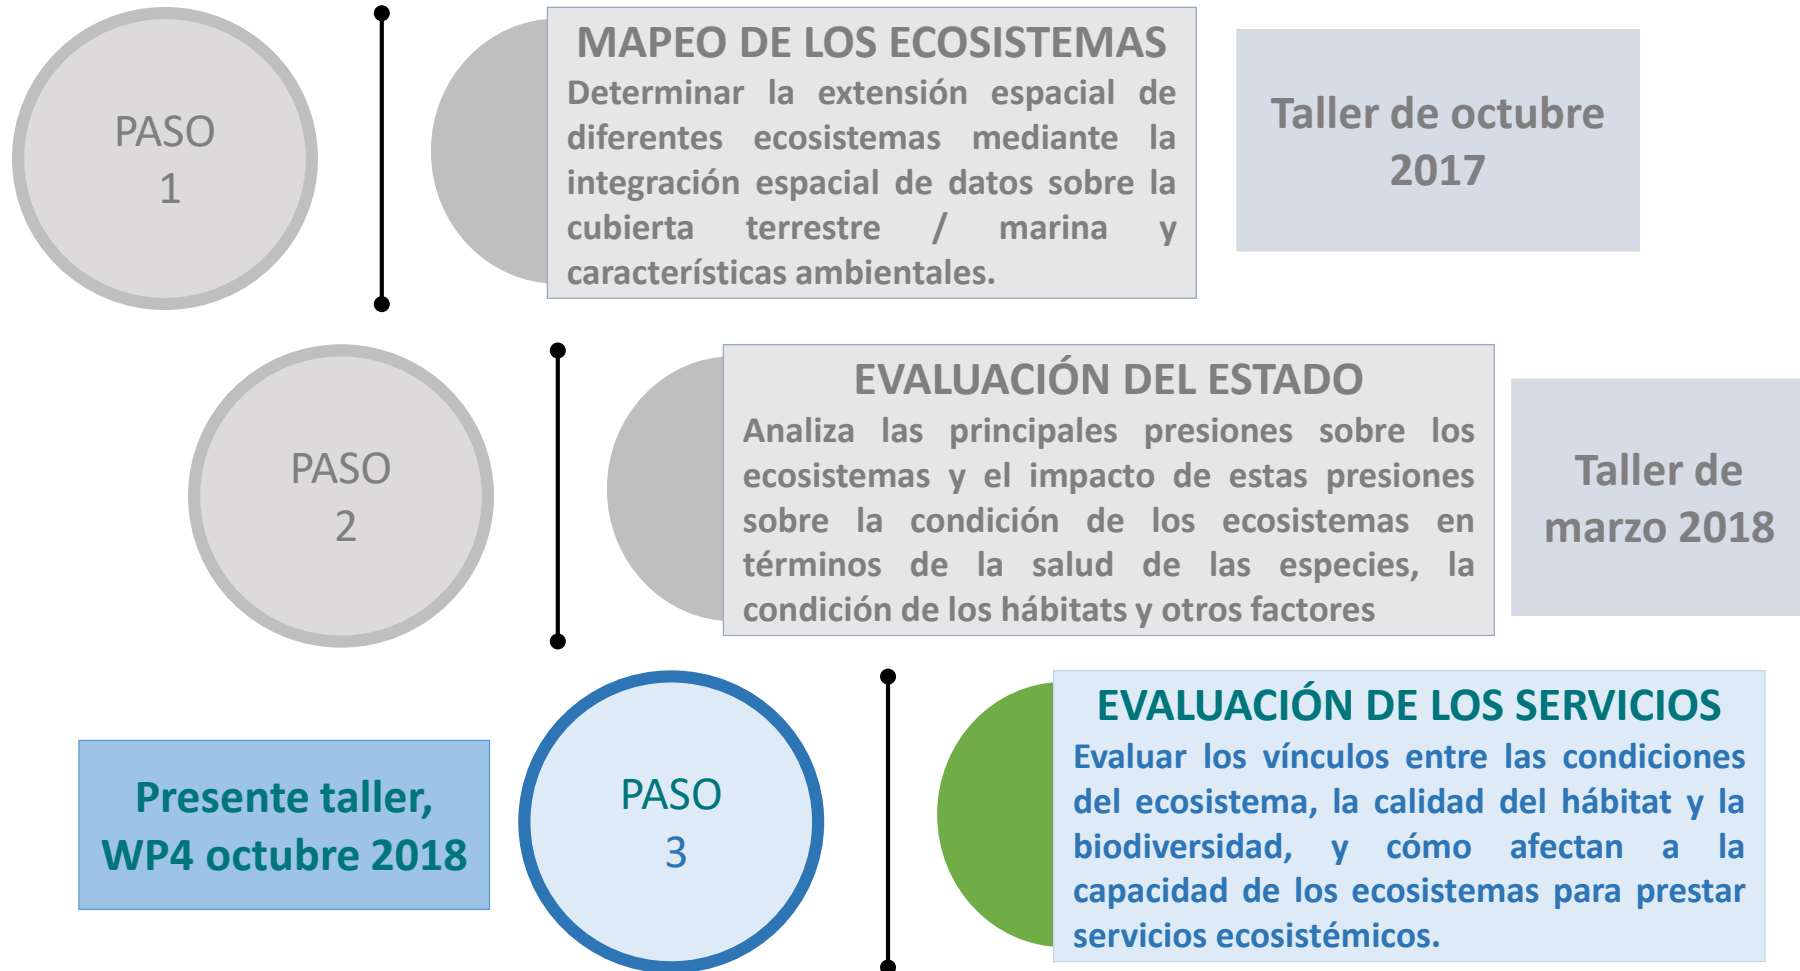 PASO
1
MAPEO DE LOS ECOSISTEMAS
Determinar la extensión espacial de
diferentes ecosistemas mediante la
integración espacial de datos sobre la
cubierta terrestre / marina y
características ambientales.
Taller de octubre
2017
PASO
2
EVALUACIÓN DEL ESTADO
Analiza las principales presiones sobre los
ecosistemas y el impacto de estas presiones
sobre la condición de los ecosistemas en
términos de la salud de las especies, la
condición de los hábitats y otros factores
Taller de
marzo 2018
Presente taller,
WP4 octubre 2018
PASO
3
EVALUACIÓN DE LOS SERVICIOS
Evaluar los vínculos entre las condiciones
del ecosistema, la calidad del hábitat y la
biodiversidad, y cómo afectan a la
capacidad de los ecosistemas para prestar
servicios ecosistémicos.